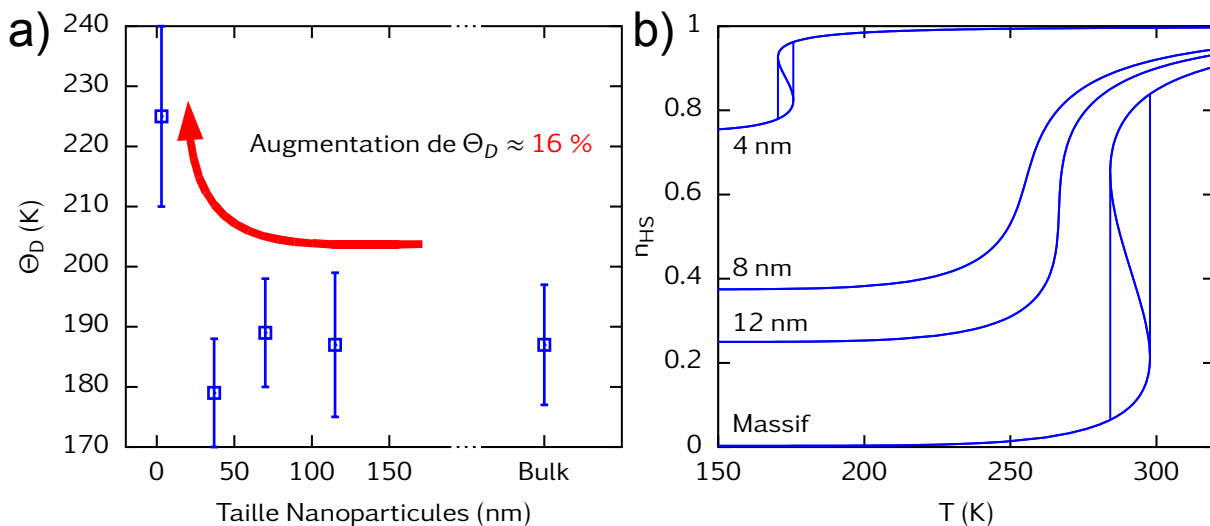 a)
240
230
220
210
200
190
180
170
Θ_D (K)
Augmentation de Θ_D ≈ 16 %
0
50
100
150
Bulk
Taille Nanoparticules (nm)
b)
1
0.8
0.6
0.4
0.2
0
n_HS
4 nm
8 nm
12 nm
Massif
150
200
250
300
T (K)